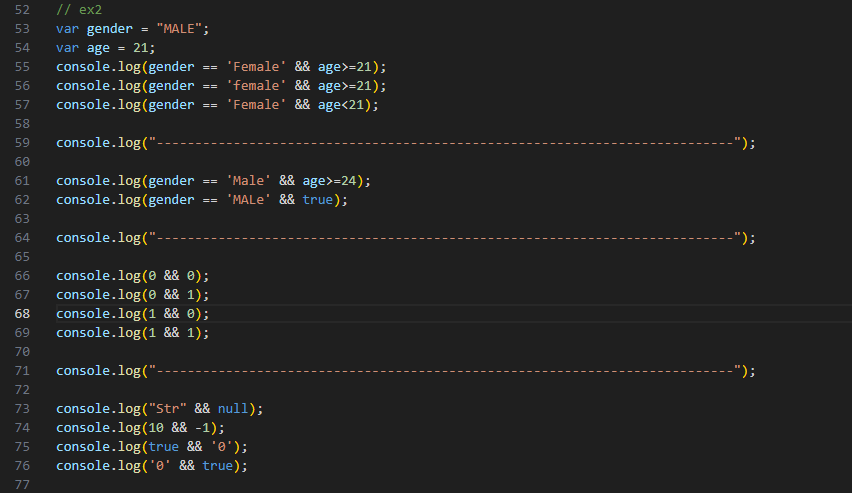 52 // ex2
53 var gender = "MALE";
54 var age = 21;
55 console.log(gender == 'Female' && age>=21);
56 console.log(gender == 'female' && age>=21);
57 console.log(gender == 'Female' && age<21);
58
59 console.log("---------------------------------------------------------------------------");
60
61 console.log(gender == 'Male' && age>=24);
62 console.log(gender == 'MALe' && true);
63
64 console.log("---------------------------------------------------------------------------");
65
66 console.log(0 && 0);
67 console.log(0 && 1);
68 console.log(1 && 0);
69 console.log(1 && 1);
70
71 console.log("---------------------------------------------------------------------------");
72
73 console.log("Str" && null);
74 console.log(10 && -1);
75 console.log(true && '0');
76 console.log('0' && true);
77